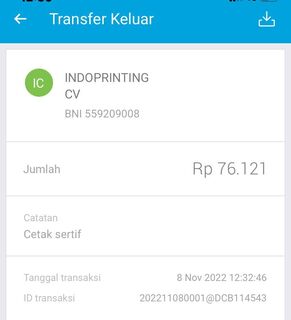 Transfer Keluar
IC
INDOPRINTING
CV
BNI 559209008
Jumlah
Rp 76.121
Catatan
Cetak sertif
Tanggal transaksi
8 Nov 2022 12:32:46
ID transaksi
202211080001@DCB114543